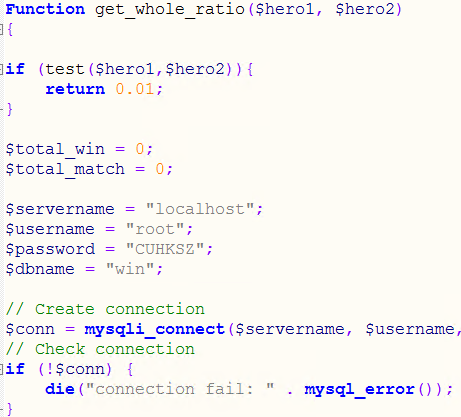 Function get_whole_ratio($hero1, $hero2)
{
if (test($hero1,$hero2)){
    return 0.01;
}
$total_win = 0;
$total_match = 0;
$servername = "localhost";
$username = "root";
$password = "CUHKSZ";
$dbname = "win";
// Create connection
$conn = mysqli_connect($servername, $username,
// Check connection
if (!$conn) {
    die("connection fail: " . mysql_error());
}